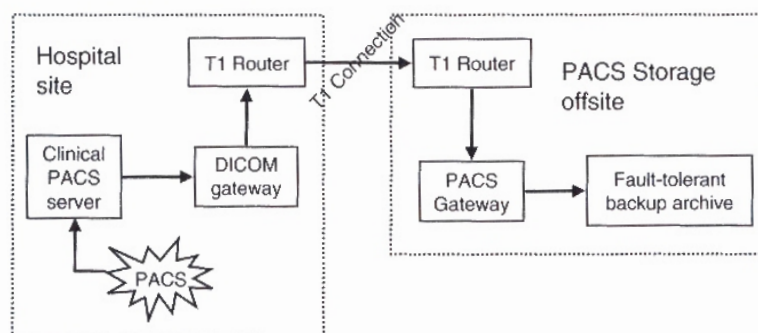 Hospital
site
T1 Router
T1 Connection
T1 Router
PACS Storage
offsite
Clinical
PACS
server
DICOM
gateway
PACS
Gateway
Fault-tolerant
backup archive
PACS